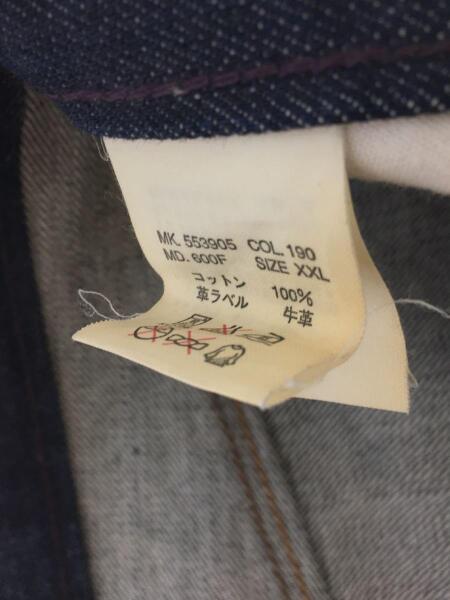 MK. 553905 COL. 190
MD. 600F SIZE XXL
コットン 100%
革ラベル 牛革